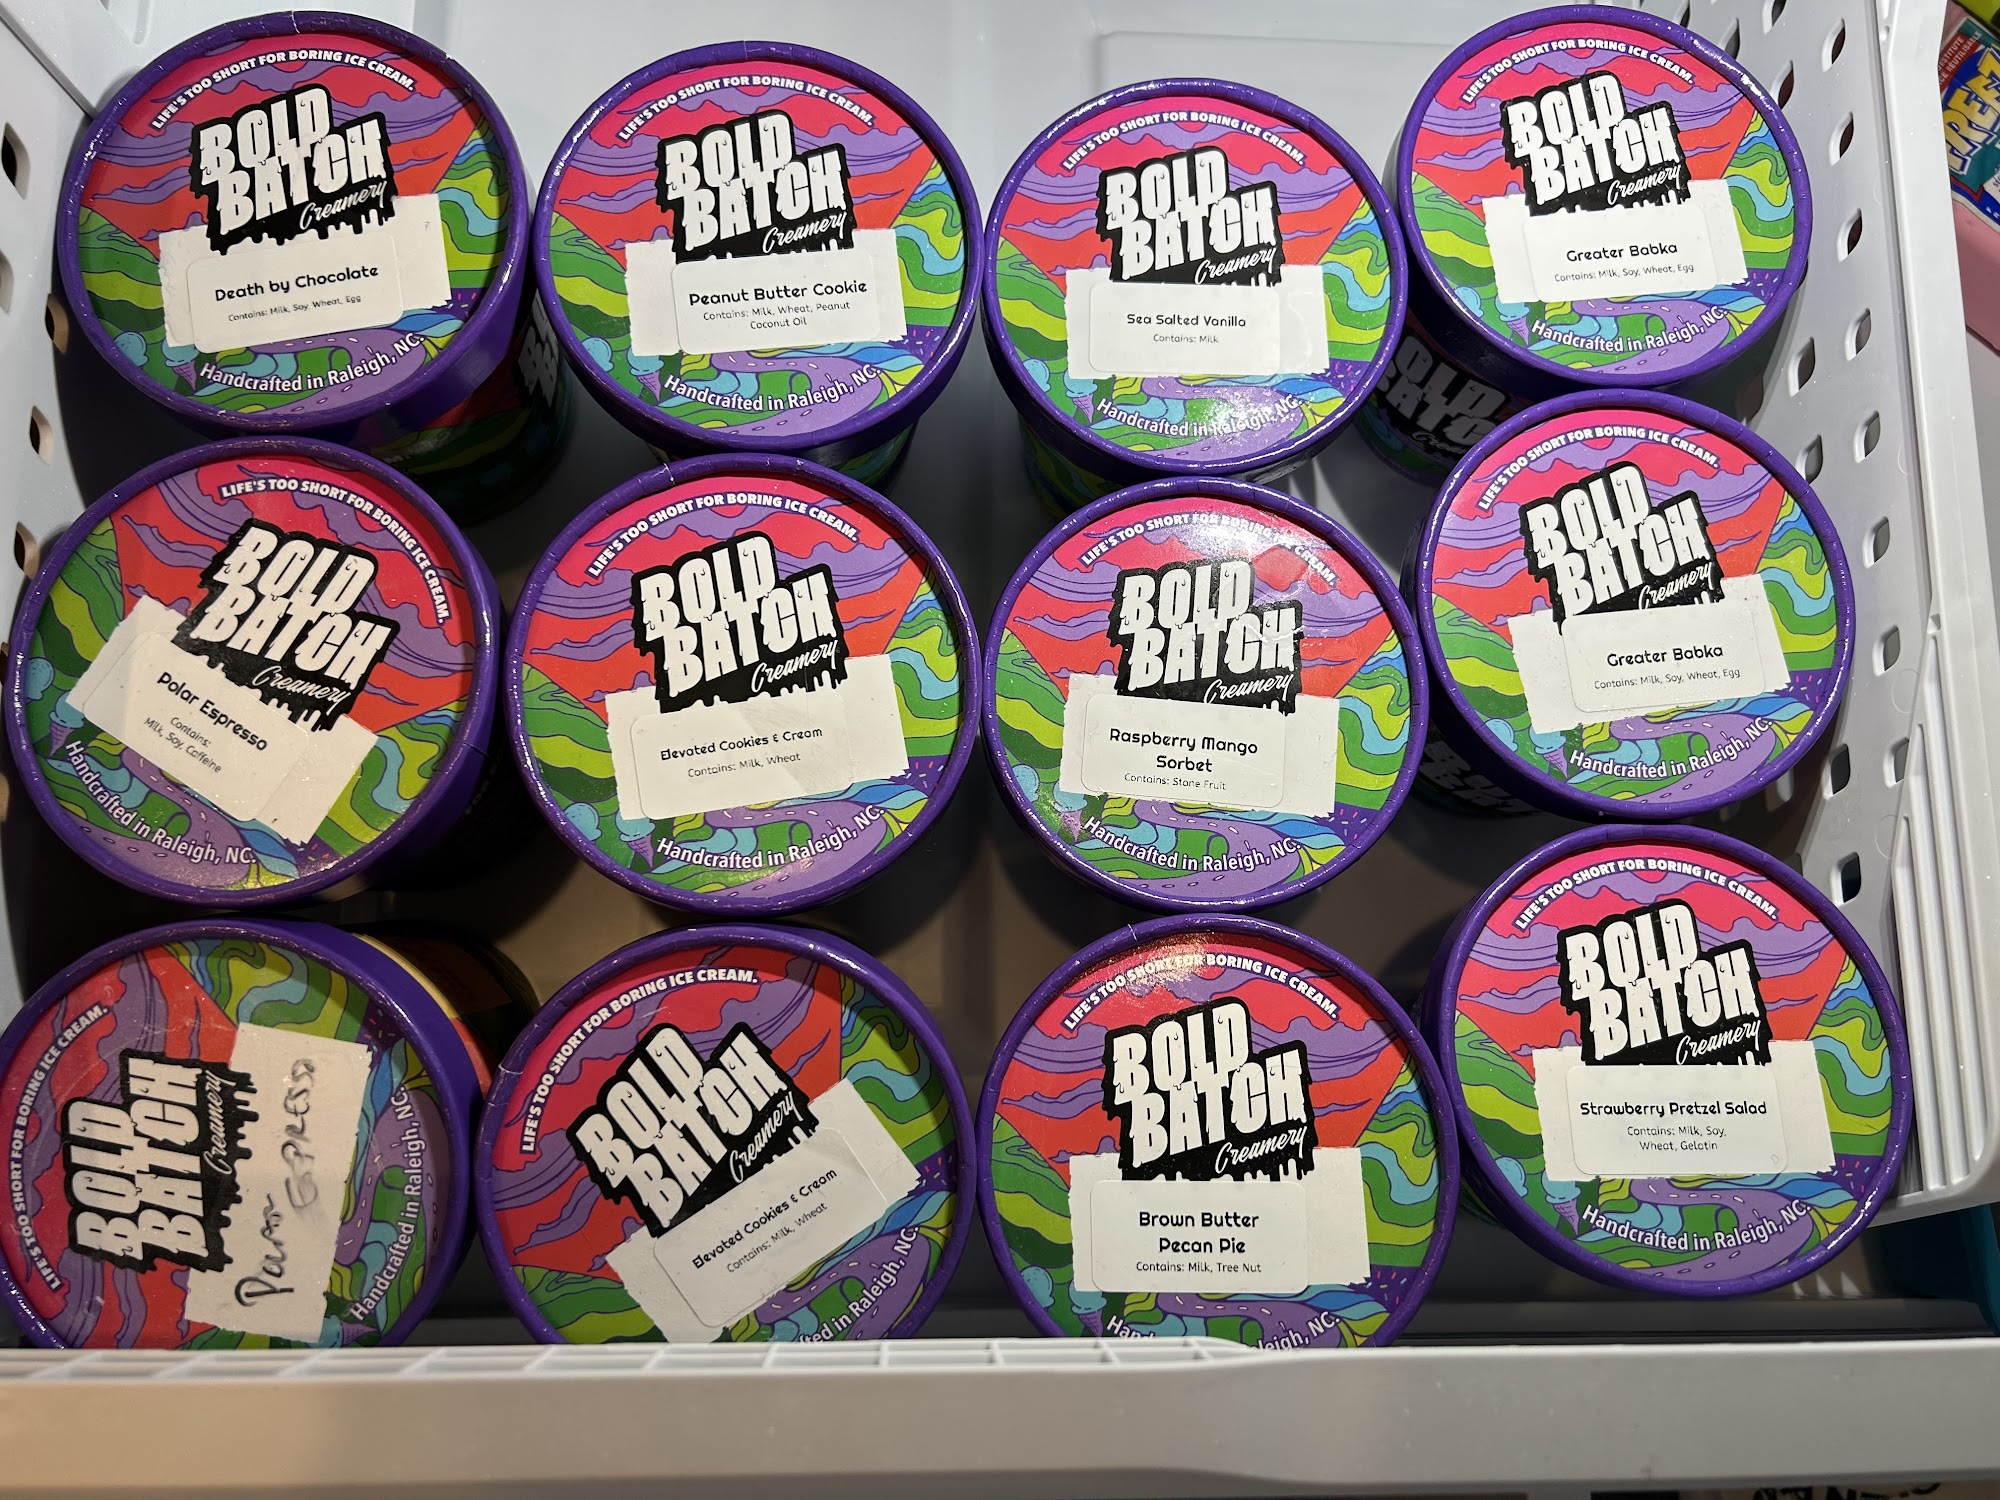 LIFE'S TOO SHORT FOR BORING ICE CREAM.
BOLD
BATCH
Creamery
Death by Chocolate
Contains: Milk, Soy, Wheat, Egg
Handcrafted in Raleigh, NC.
LIFE'S TOO SHORT FOR BORING ICE CREAM.
BOLD
BATCH
Creamery
Peanut Butter Cookie
Contains: Milk, Wheat, Peanut
Coconut Oil
Handcrafted in Raleigh, NC.
LIFE'S TOO SHORT FOR BORING ICE CREAM.
BOLD
BATCH
Creamery
Sea Salted Vanilla
Contains: Milk
Handcrafted in Raleigh, NC.
LIFE'S TOO SHORT FOR BORING ICE CREAM.
BOLD
BATCH
Creamery
Greater Babka
Contains: Milk, Soy, Wheat, Egg
Handcrafted in Raleigh, NC.
LIFE'S TOO SHORT FOR BORING ICE CREAM.
BOLD
BATCH
Creamery
Polar Espresso
Contains:
Milk, Soy, Caffeine
Handcrafted in Raleigh, NC.
LIFE'S TOO SHORT FOR BORING ICE CREAM.
BOLD
BATCH
Creamery
Elevated Cookies & Cream
Contains: Milk, Wheat
Handcrafted in Raleigh, NC.
LIFE'S TOO SHORT FOR BORING ICE CREAM.
BOLD
BATCH
Creamery
Raspberry Mango
Sorbet
Contains: Stone Fruit
Handcrafted in Raleigh, NC.
LIFE'S TOO SHORT FOR BORING ICE CREAM.
BOLD
BATCH
Creamery
Greater Babka
Contains: Milk, Soy, Wheat, Egg
Handcrafted in Raleigh, NC.
LIFE'S TOO SHORT FOR BORING ICE CREAM.
BOLD
BATCH
Creamery
POLAR
ESPRESSO
Handcrafted in Raleigh, NC.
LIFE'S TOO SHORT FOR BORING ICE CREAM.
BOLD
BATCH
Creamery
Elevated Cookies & Cream
Contains: Milk, Wheat
in Raleigh, NC.
LIFE'S TOO SHORT FOR BORING ICE CREAM.
BOLD
BATCH
Creamery
Brown Butter
Pecan Pie
Contains: Milk, Tree Nut
NC.
LIFE'S TOO SHORT FOR BORING ICE CREAM.
BOLD
BATCH
Creamery
Strawberry Pretzel Salad
Contains: Milk, Soy,
Wheat, Gelatin
Handcrafted in Raleigh, NC.